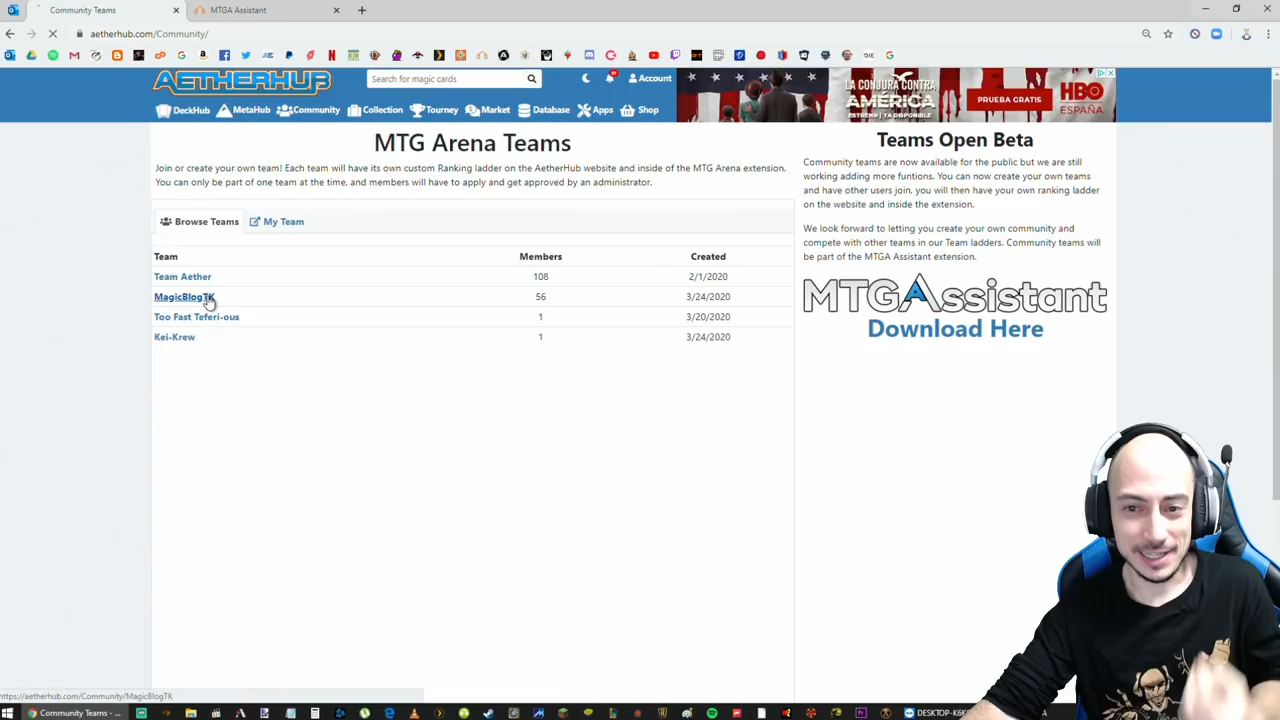 Community Teams
MTGA Assistant
aetherhub.com/Community/
AETHERHUB
Search for magic cards
Account
DeckHub MetaHub Community Collection Tourney Market Database Apps Shop
LA CONJURA CONTRA
AMÉRICA
PRUEBA GRATIS
HBO
ESPAÑA
MTG Arena Teams
Join or create your own team! Each team will have its own custom Ranking ladder on the AetherHub website and inside of the MTG Arena extension.
You can only be part of one team at the time, and members will have to apply and get approved by an administrator.
Browse Teams My Team
Team Members Created
Team Aether 108 2/1/2020
MagicBlogTK 56 3/24/2020
Too Fast Teferi-ous 1 3/20/2020
Kei-Krew 1 3/24/2020
Teams Open Beta
Community teams are now available for the public but we are still
working adding more funtions. You can now create your own teams
and have other users join, you will then have your own ranking ladder
on the website and inside the extension.
We look forward to letting you create your own community and
compete with other teams in our Team ladders. Community teams will
be part of the MTGA Assistant extension.
MTGAssistant
Download Here
https://aetherhub.com/Community/MagicBlogTK
Community Teams - ...